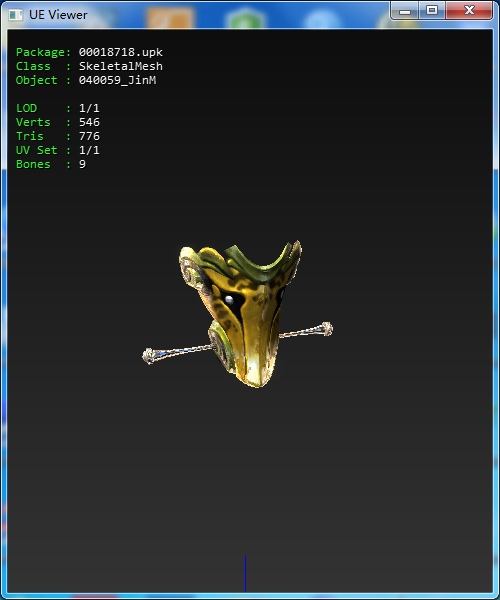 UE Viewer
Package: 00018718.upk
Class  : SkeletalMesh
Object : 040059_JinM
LOD    : 1/1
Verts  : 546
Tris   : 776
UV Set : 1/1
Bones  : 9